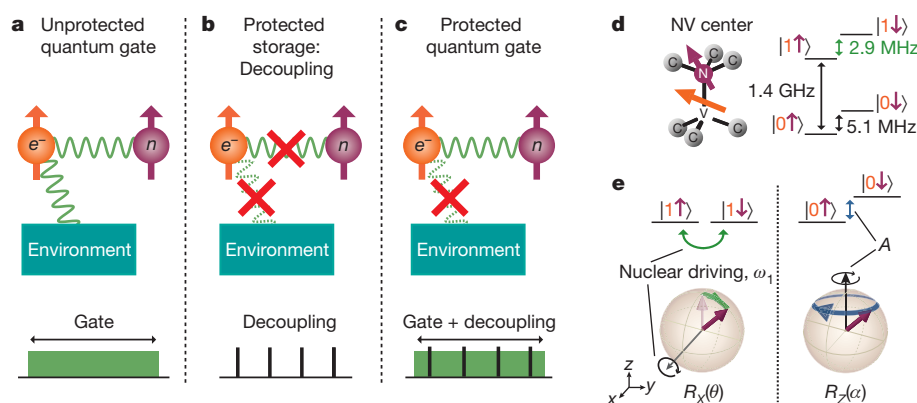 a
Unprotected
quantum gate
e⁻
n
Environment
Gate
b
Protected
storage:
Decoupling
e⁻
n
Environment
Decoupling
c
Protected
quantum gate
e⁻
n
Environment
Gate + decoupling
d
NV center
C
C
C
N
V
C
C
C
|1↓⟩
|1↑⟩
2.9 MHz
1.4 GHz
|0↓⟩
|0↑⟩
5.1 MHz
e
|1↑⟩ |1↓⟩
|0↓⟩
|0↑⟩
A
Nuclear driving, ω₁
z
y
x
R_X(θ)
R_Z(α)